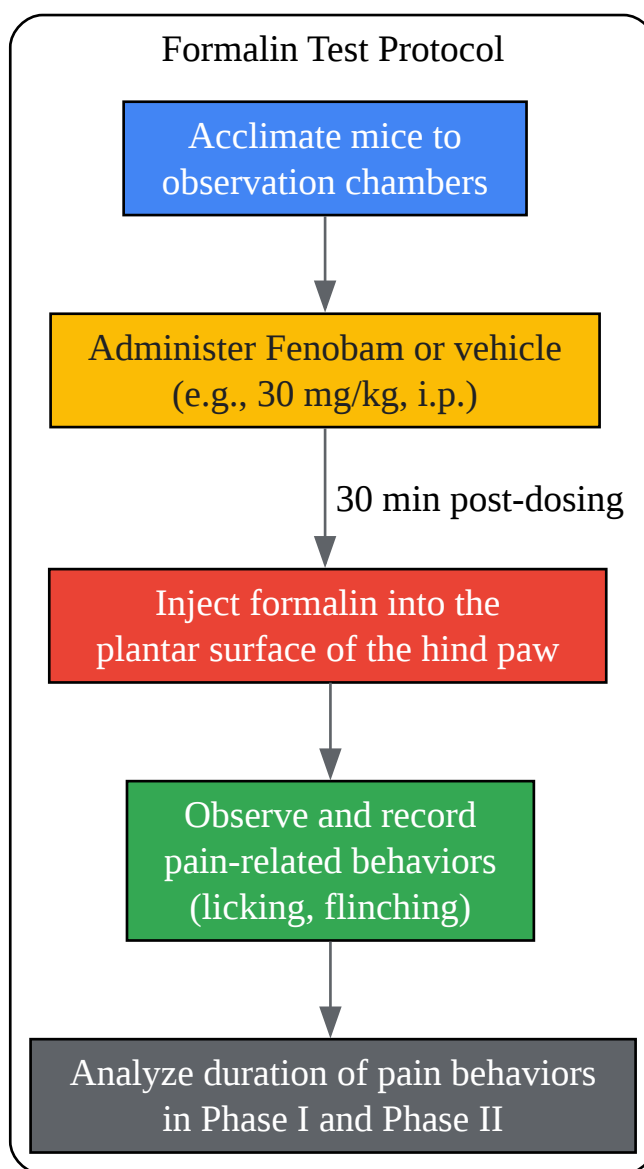 Formalin Test Protocol
Acclimate mice to
observation chambers
Administer Fenobam or vehicle
(e.g., 30 mg/kg, i.p.)
30 min post-dosing
Inject formalin into the
plantar surface of the hind paw
Observe and record
pain-related behaviors
(licking, flinching)
Analyze duration of pain behaviors
in Phase I and Phase II